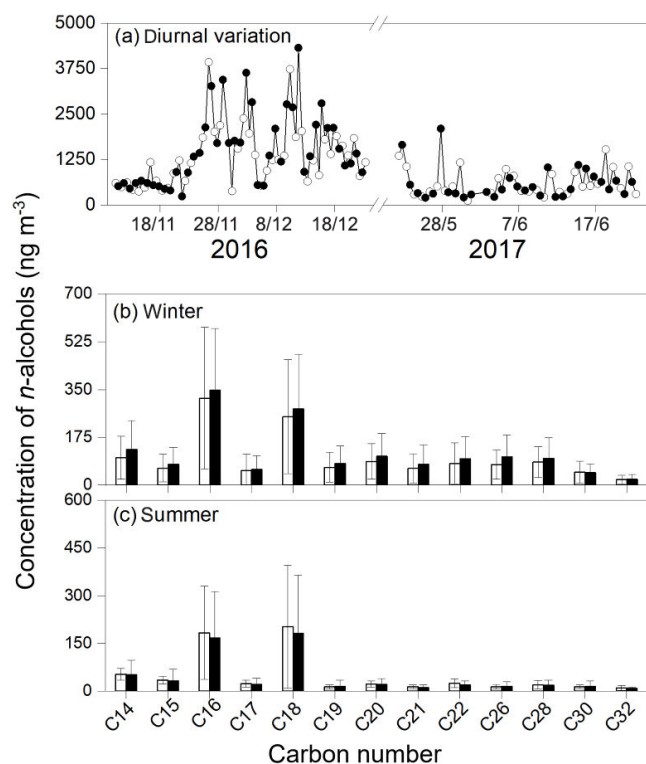 Concentration of n-alcohols (ng m-3)
(a) Diurnal variation
5000
3750
2500
1250
0
18/11 28/11 8/12 18/12 28/5 7/6 17/6
2016 2017
(b) Winter
700
525
350
175
0
(c) Summer
600
450
300
150
0
C14 C15 C16 C17 C18 C19 C20 C21 C22 C26 C28 C30 C32
Carbon number